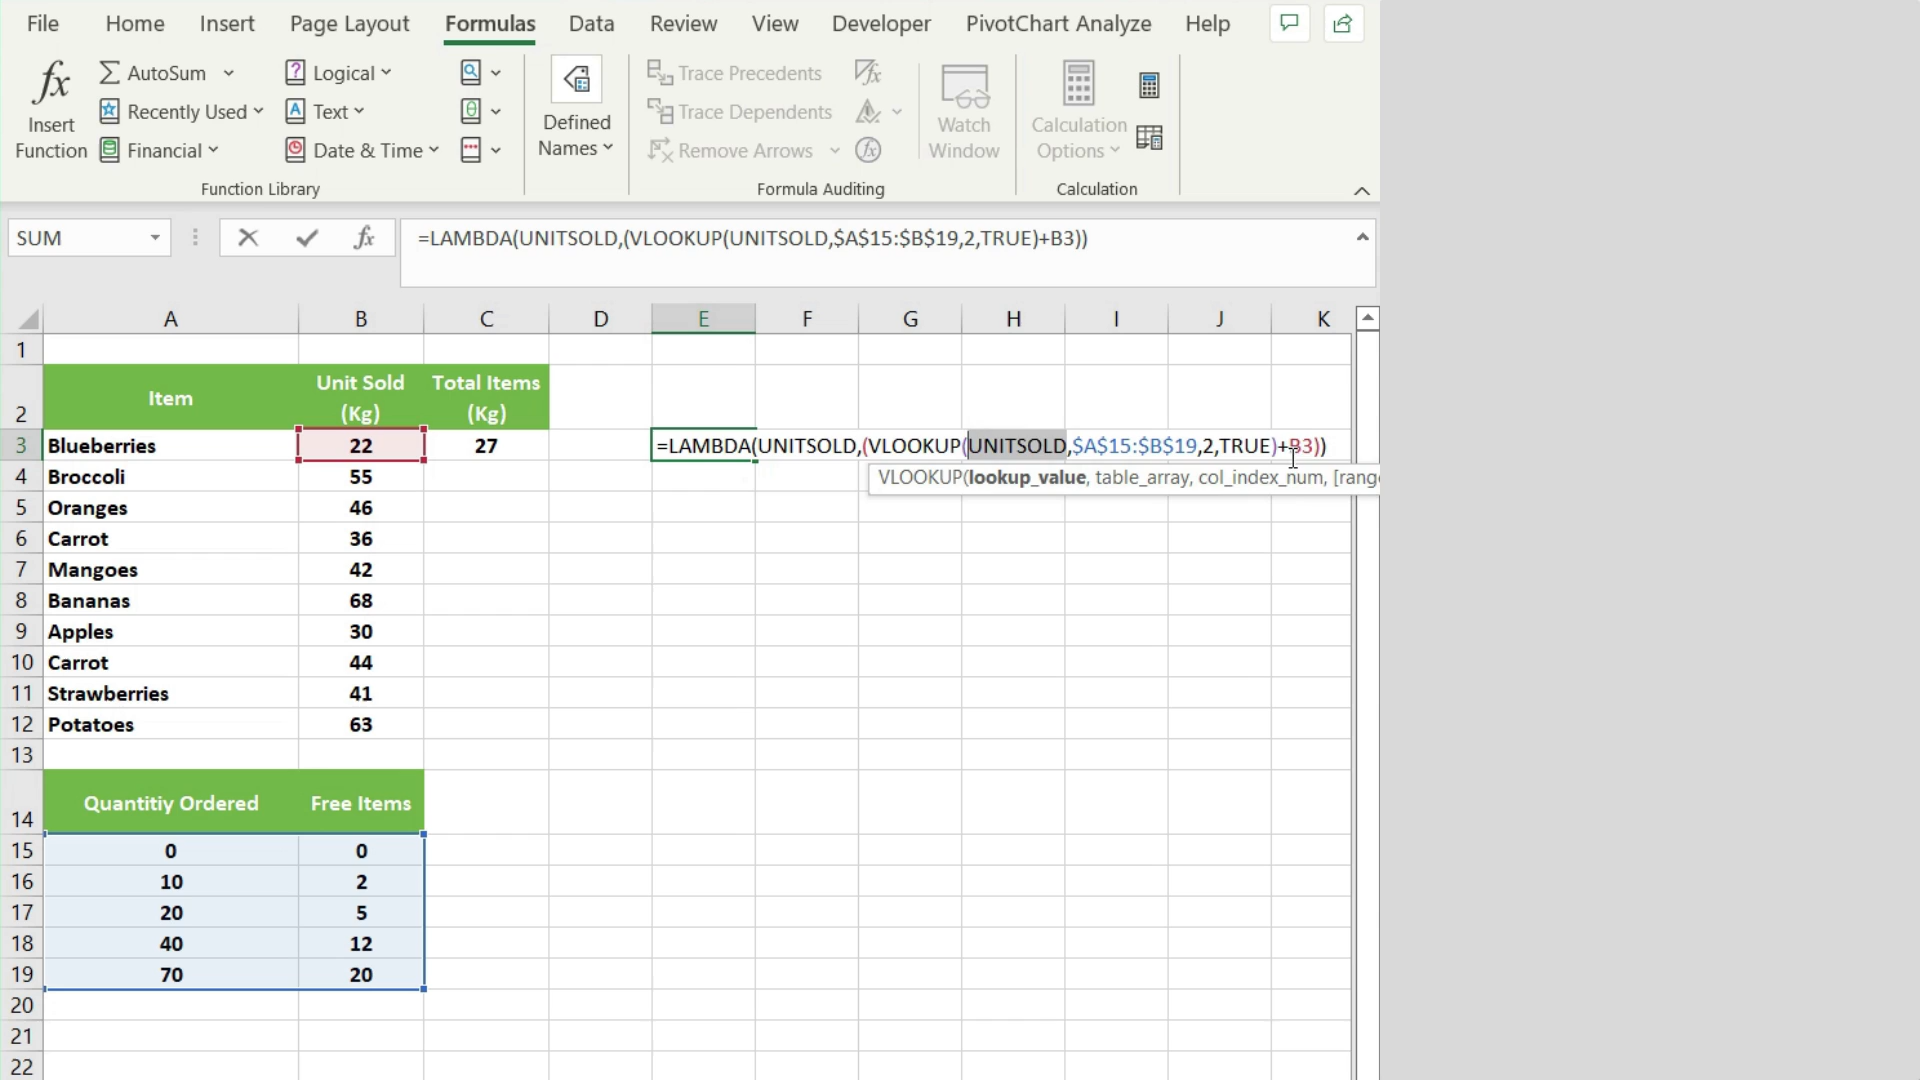 File Home Insert Page Layout Formulas Data Review View Developer PivotChart Analyze Help
fx AutoSum Logical Trace Precedents fx
Insert Function Recently Used Text Defined Names Trace Dependents Watch Window Calculation Options
Financial Date & Time Remove Arrows fx
Function Library Formula Auditing Calculation
SUM fx =LAMBDA(UNITSOLD,(VLOOKUP(UNITSOLD,$A$15:$B$19,2,TRUE)+B3))
A B C D E F G H I J K
1
2 Item Unit Sold (Kg) Total Items (Kg)
3 Blueberries 22 27 =LAMBDA(UNITSOLD,(VLOOKUP(UNITSOLD,$A$15:$B$19,2,TRUE)+B3))
VLOOKUP(lookup_value, table_array, col_index_num, [range
4 Broccoli 55
5 Oranges 46
6 Carrot 36
7 Mangoes 42
8 Bananas 68
9 Apples 30
10 Carrot 44
11 Strawberries 41
12 Potatoes 63
13
14 Quantitiy Ordered Free Items
15 0 0
16 10 2
17 20 5
18 40 12
19 70 20
20
21
22